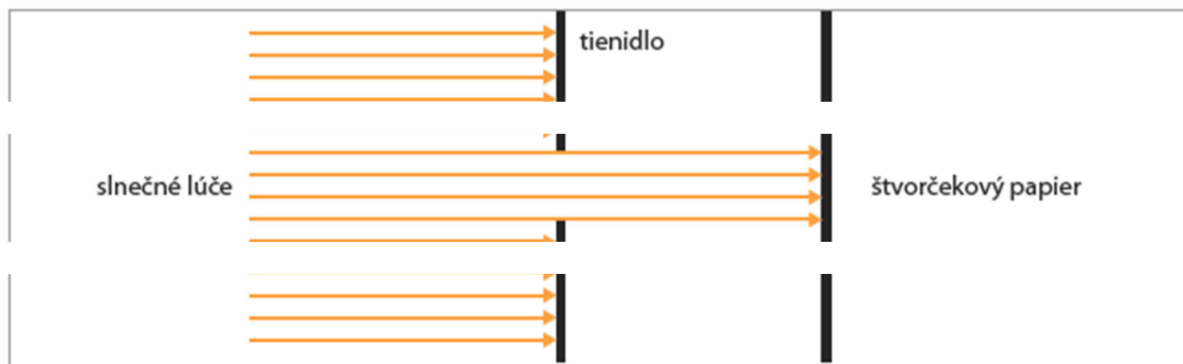 tienidlo
slnečné lúče
štvorčekový papier